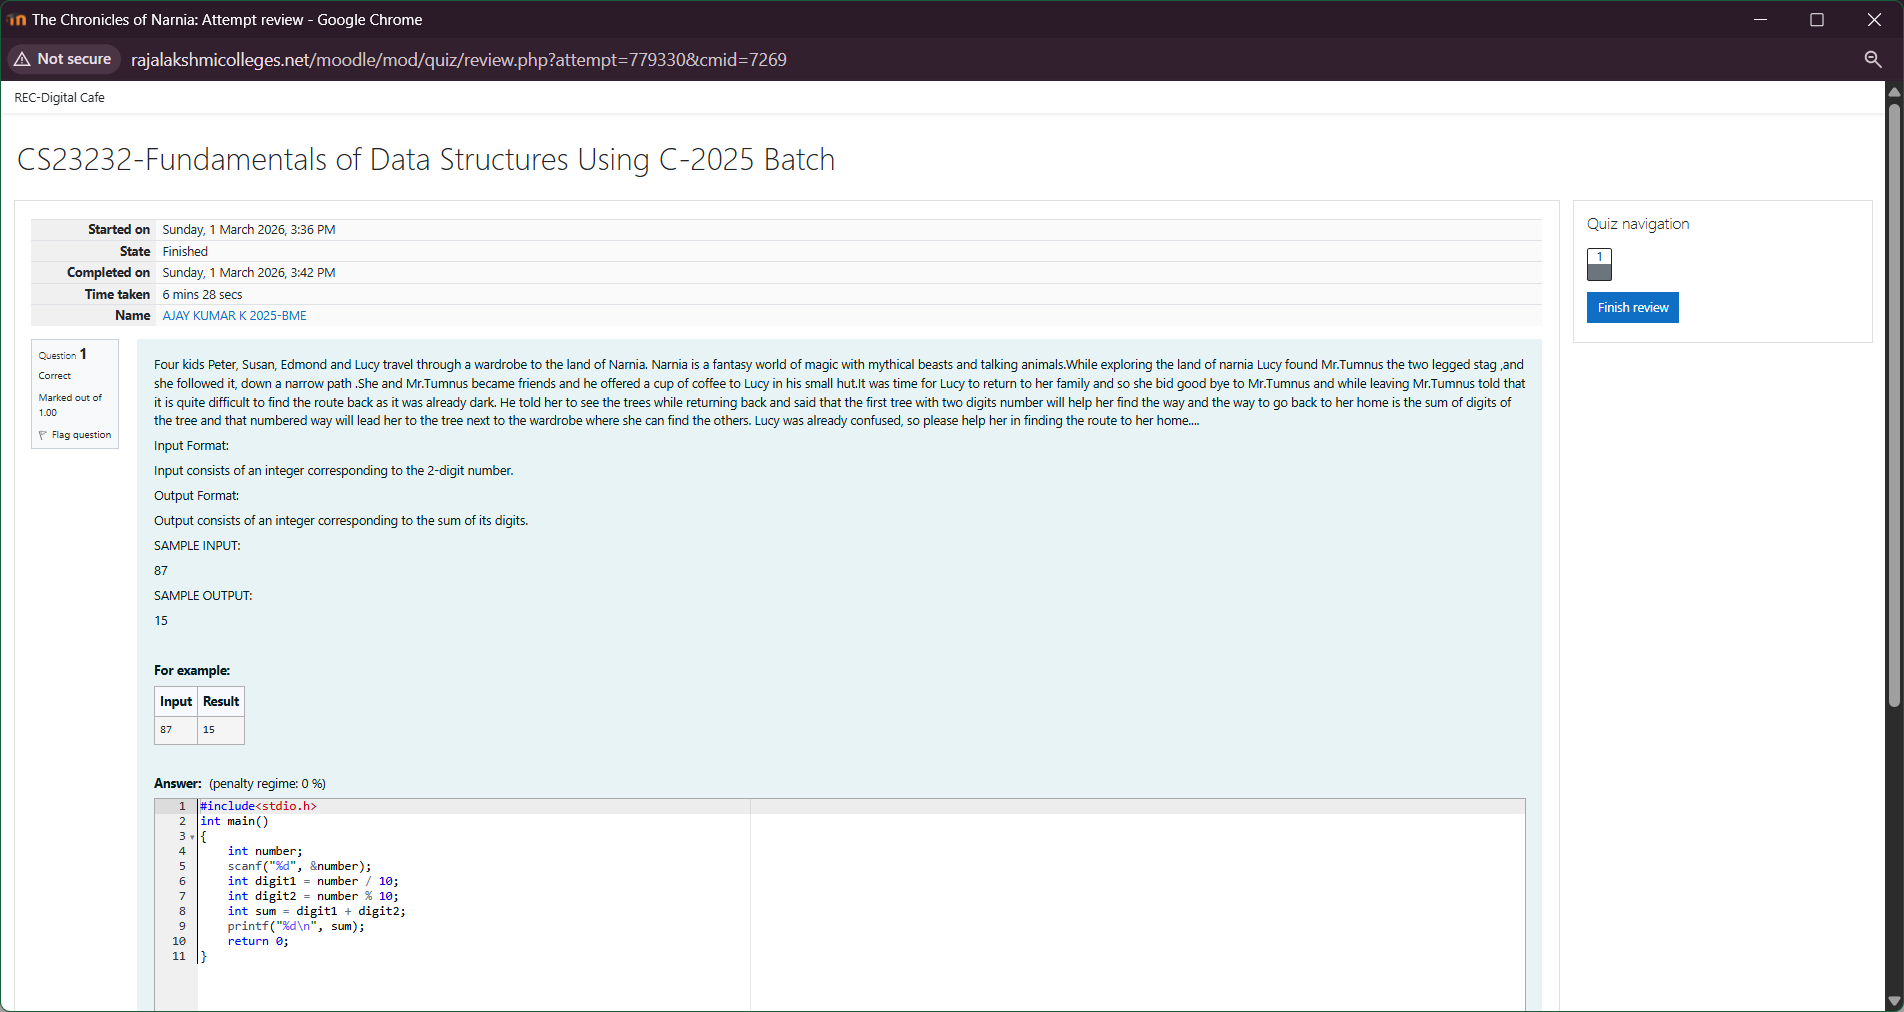 The Chronicles of Narnia: Attempt review - Google Chrome
Not secure
rajalakshmicolleges.net/moodle/mod/quiz/review.php?attempt=779330&cmid=7269
REC-Digital Cafe
CS23232-Fundamentals of Data Structures Using C-2025 Batch
Started on Sunday, 1 March 2026, 3:36 PM
State Finished
Completed on Sunday, 1 March 2026, 3:42 PM
Time taken 6 mins 28 secs
Name AJAY KUMAR K 2025-BME
Quiz navigation
1
Finish review
Question 1
Correct
Marked out of
1.00
Flag question
Four kids Peter, Susan, Edmond and Lucy travel through a wardrobe to the land of Narnia. Narnia is a fantasy world of magic with mythical beasts and talking animals.While exploring the land of narnia Lucy found Mr.Tumnus the two legged stag ,and
she followed it, down a narrow path .She and Mr.Tumnus became friends and he offered a cup of coffee to Lucy in his small hut.It was time for Lucy to return to her family and so she bid good bye to Mr.Tumnus and while leaving Mr.Tumnus told that
it is quite difficult to find the route back as it was already dark. He told her to see the trees while returning back and said that the first tree with two digits number will help her find the way and the way to go back to her home is the sum of digits of
the tree and that numbered way will lead her to the tree next to the wardrobe where she can find the others. Lucy was already confused, so please help her in finding the route to her home....
Input Format:
Input consists of an integer corresponding to the 2-digit number.
Output Format:
Output consists of an integer corresponding to the sum of its digits.
SAMPLE INPUT:
87
SAMPLE OUTPUT:
15
For example:
Input Result
87 15
Answer: (penalty regime: 0 %)
1 #include<stdio.h>
2 int main()
3 {
4     int number;
5     scanf("%d", &number);
6     int digit1 = number / 10;
7     int digit2 = number % 10;
8     int sum = digit1 + digit2;
9     printf("%d\n", sum);
10     return 0;
11 }